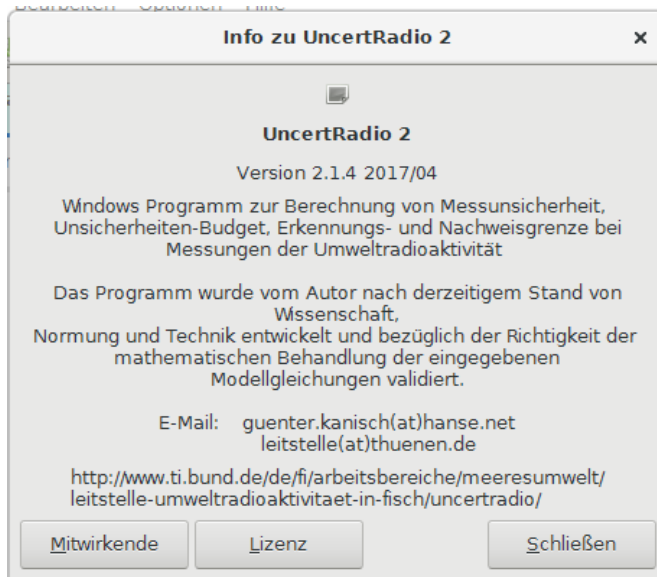 Bearbeiten Optionen Hilfe
Info zu UncertRadio 2
UncertRadio 2
Version 2.1.4 2017/04
Windows Programm zur Berechnung von Messunsicherheit,
Unsicherheiten-Budget, Erkennungs- und Nachweisgrenze bei
Messungen der Umweltradioaktivität
Das Programm wurde vom Autor nach derzeitigem Stand von
Wissenschaft,
Normung und Technik entwickelt und bezüglich der Richtigkeit der
mathematischen Behandlung der eingegebenen
Modellgleichungen validiert.
E-Mail: guenter.kanisch(at)hanse.net
leitstelle(at)thuenen.de
http://www.ti.bund.de/de/fi/arbeitsbereiche/meeresumwelt/
leitstelle-umweltradioaktivitaet-in-fisch/uncertradio/
Mitwirkende Lizenz Schließen